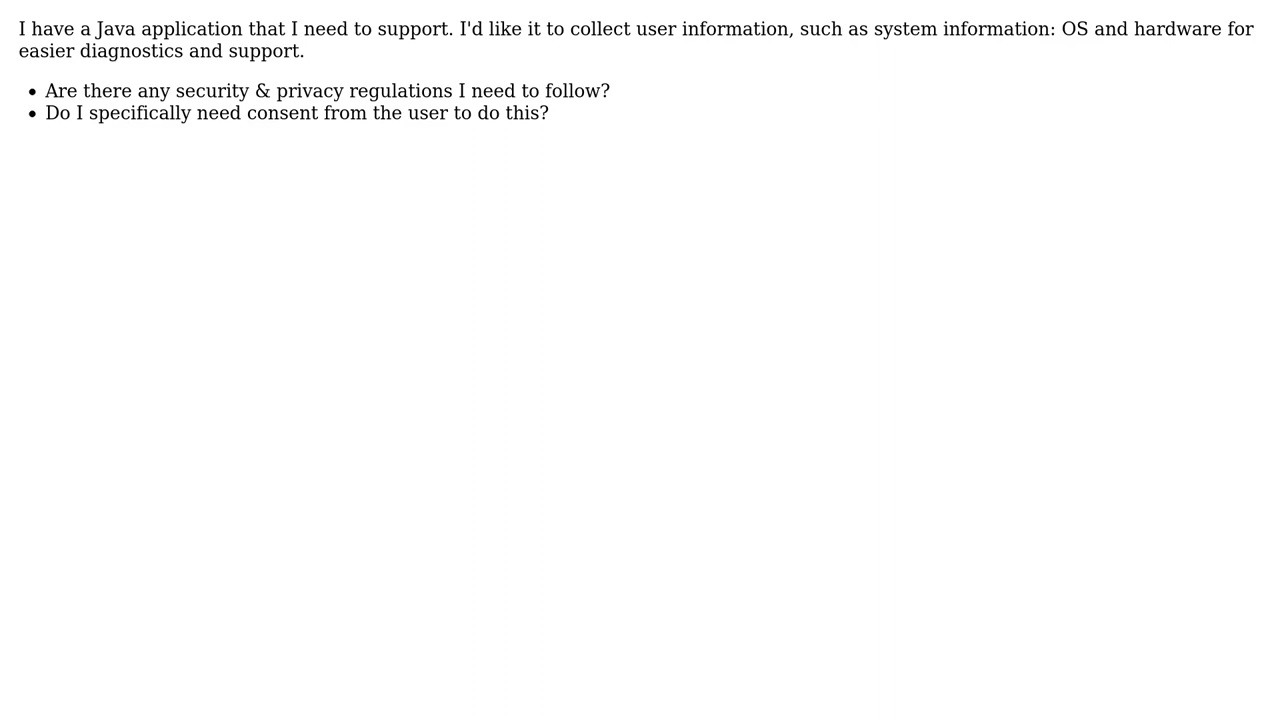 I have a Java application that I need to support. I'd like it to collect user information, such as system information: OS and hardware for
easier diagnostics and support.
• Are there any security & privacy regulations I need to follow?
• Do I specifically need consent from the user to do this?